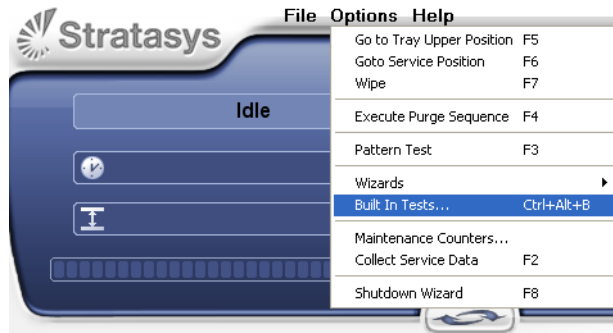 File Options Help
Stratasys
Idle
Go to Tray Upper Position F5
Goto Service Position F6
Wipe F7
Execute Purge Sequence F4
Pattern Test F3
Wizards
Built In Tests... Ctrl+Alt+B
Maintenance Counters...
Collect Service Data F2
Shutdown Wizard F8